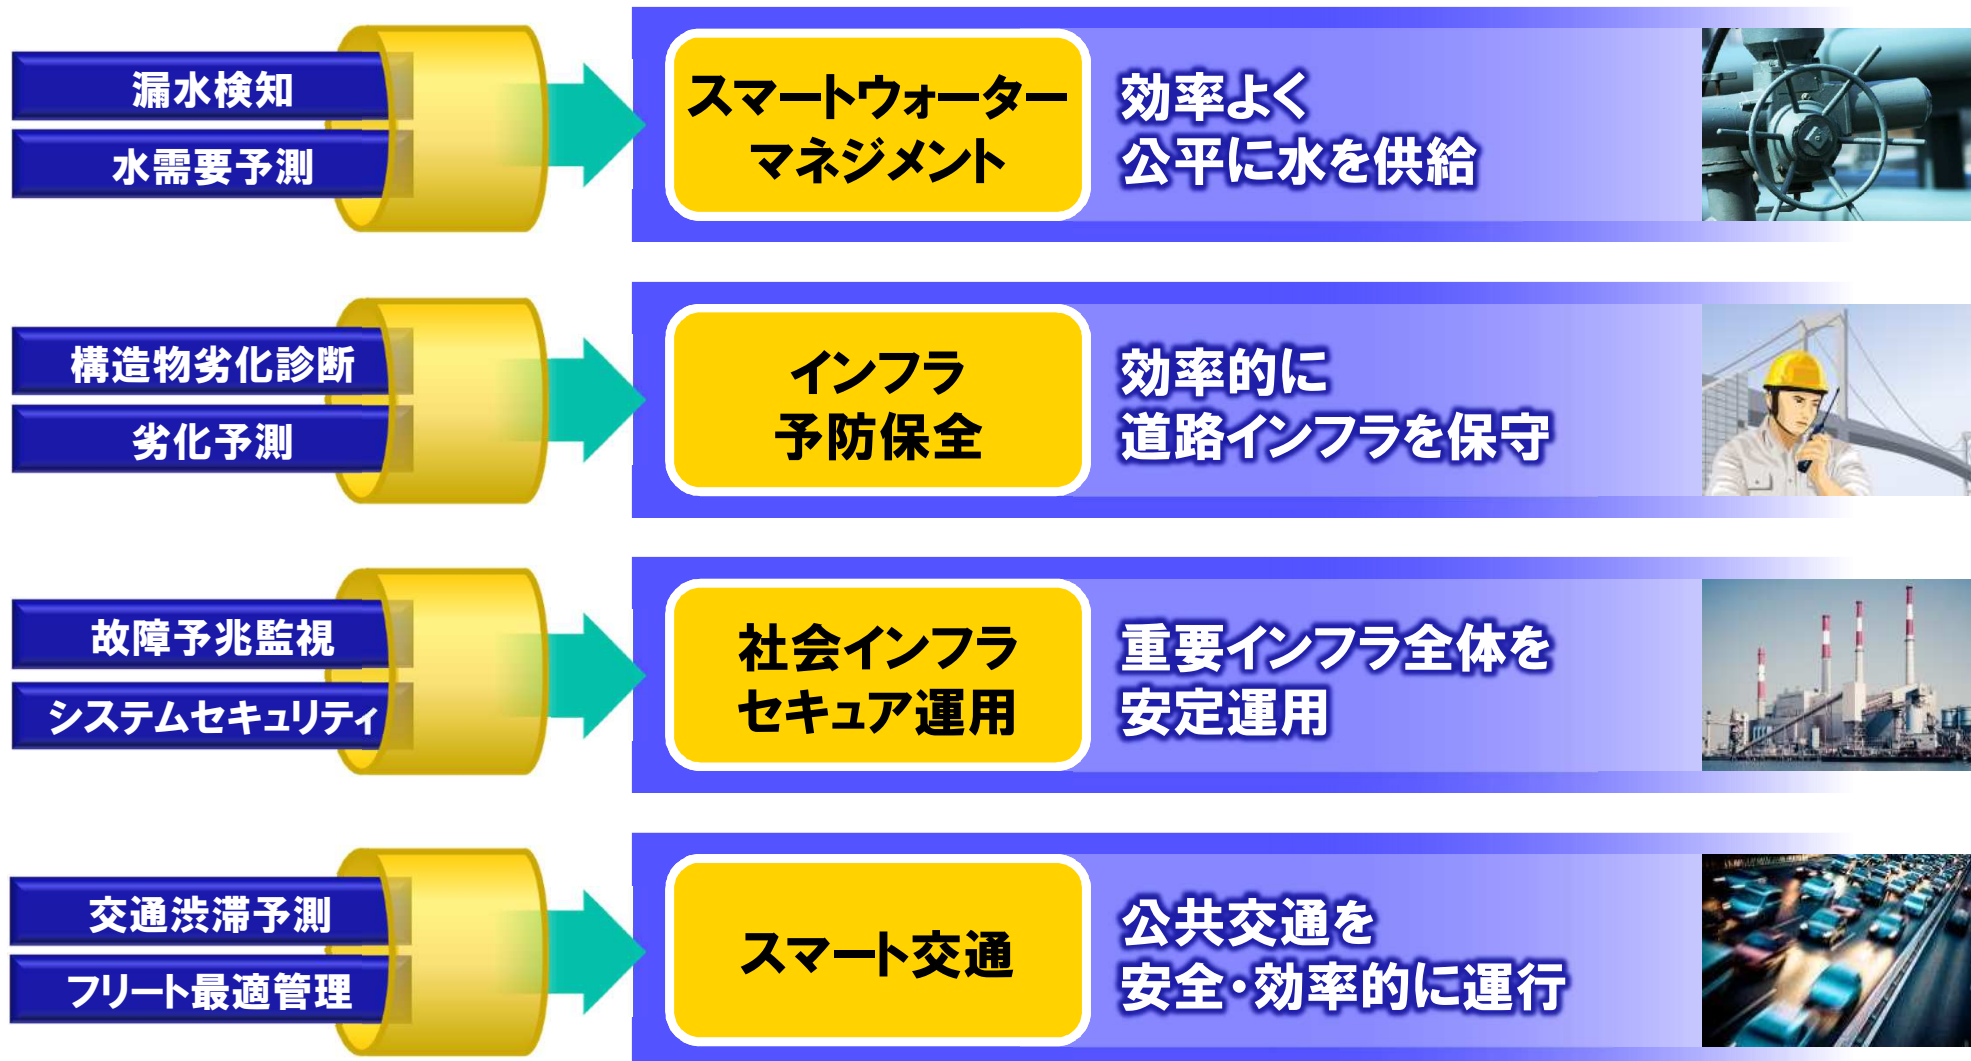 漏水検知
水需要予測
スマートウォーター
マネジメント
効率よく
公平に水を供給
構造物劣化診断
劣化予測
インフラ
予防保全
効率的に
道路インフラを保守
故障予兆監視
システムセキュリティ
社会インフラ
セキュア運用
重要インフラ全体を
安定運用
交通渋滞予測
フリート最適管理
スマート交通
公共交通を
安全・効率的に運行